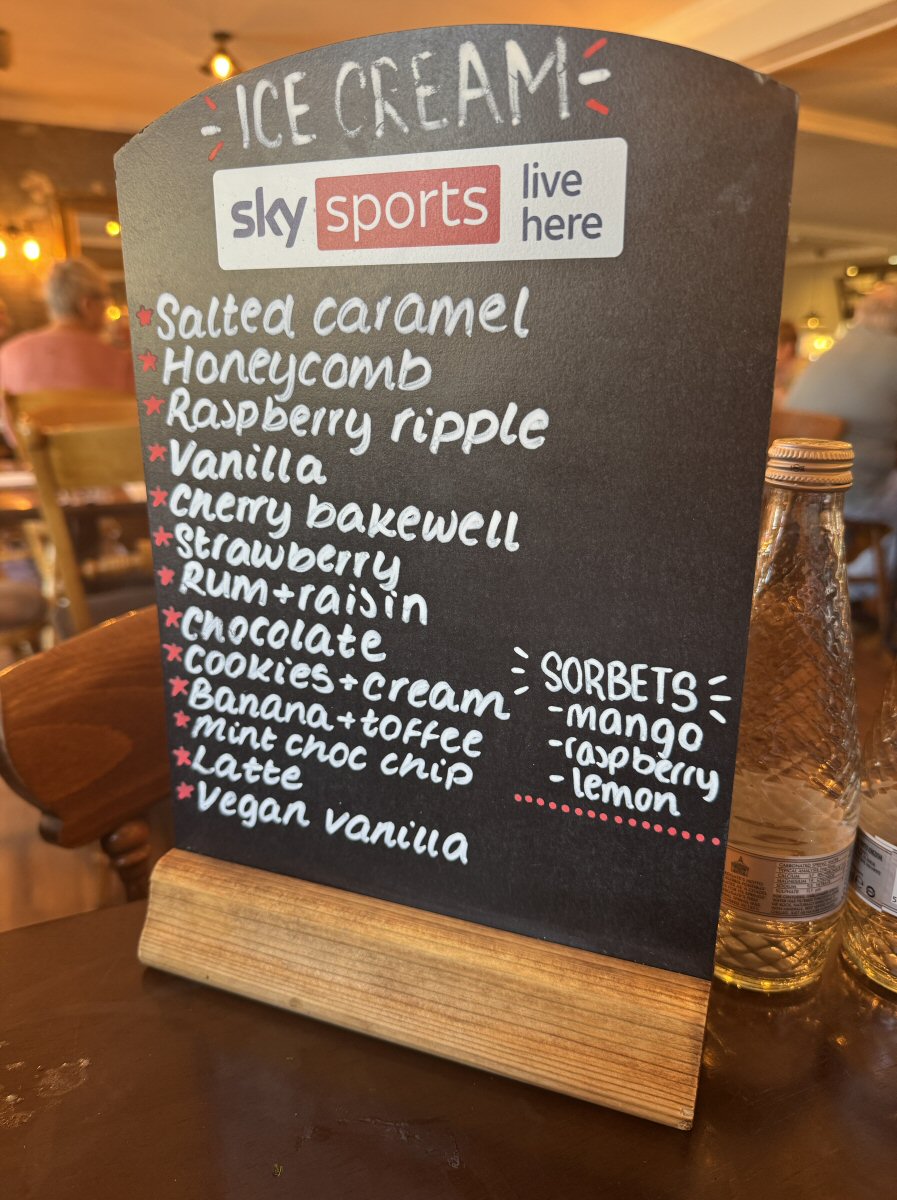 ICE CREAM
sky sports live here
Salted caramel
Honeycomb
Raspberry ripple
Vanilla
Cherry bakewell
Strawberry
Rum+raisin
Chocolate
Cookies+cream
Banana+toffee
Mint choc chip
Latte
Vegan vanilla
SORBETS
-mango
-raspberry
-lemon